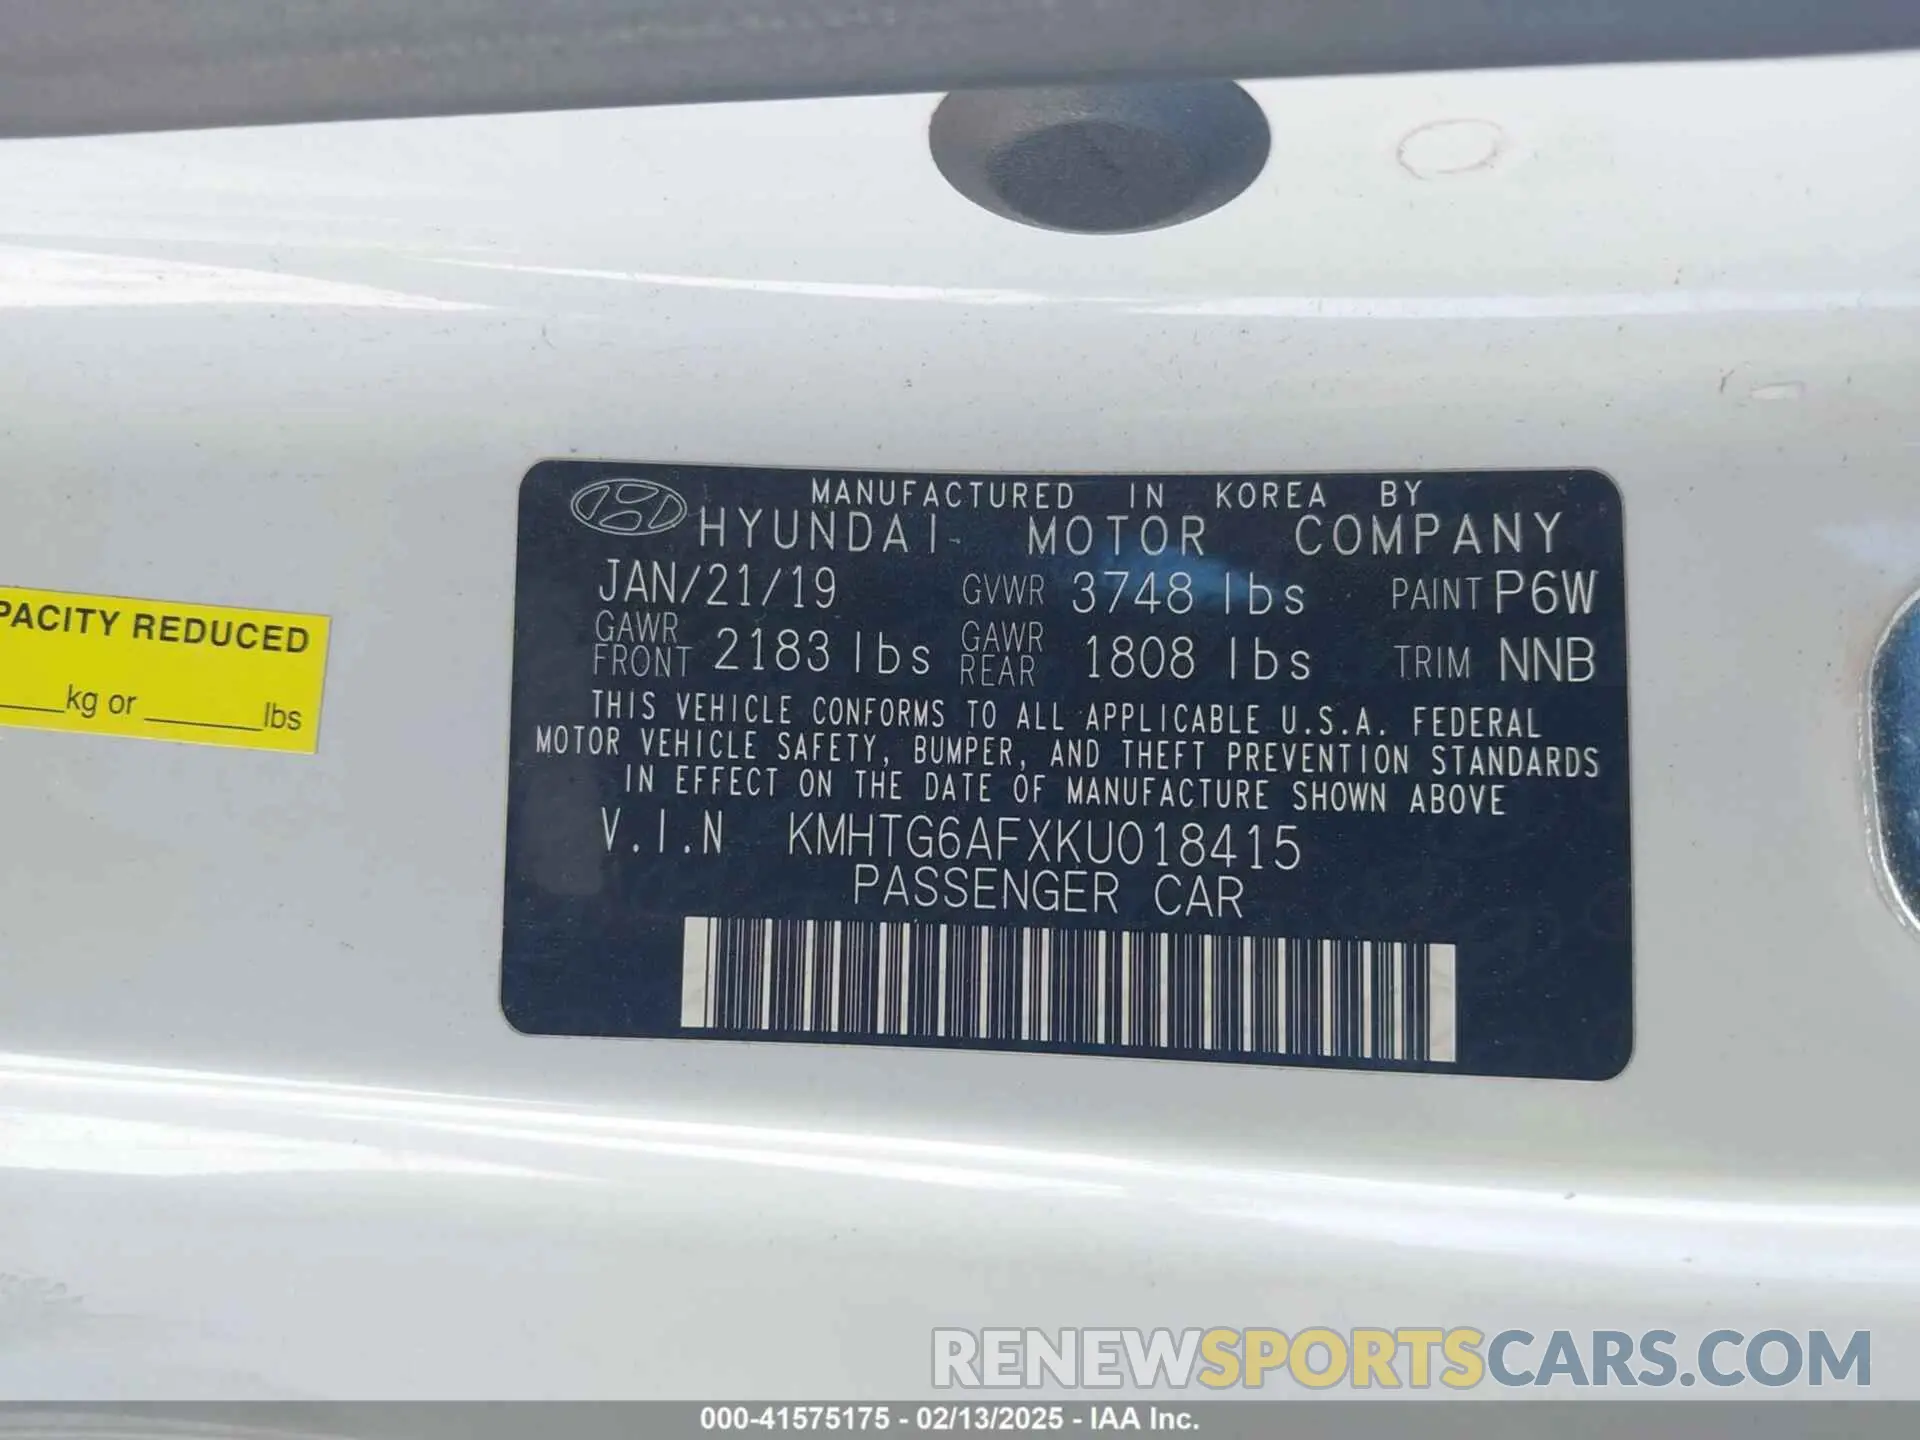 MANUFACTURED IN KOREA BY
HYUNDAI MOTOR COMPANY
JAN/21/19 GVWR 3748 lbs PAINT P6W
GAWR FRONT 2183 lbs GAWR REAR 1808 lbs TRIM NNB
THIS VEHICLE CONFORMS TO ALL APPLICABLE U.S.A. FEDERAL
MOTOR VEHICLE SAFETY, BUMPER, AND THEFT PREVENTION STANDARDS
IN EFFECT ON THE DATE OF MANUFACTURE SHOWN ABOVE
V.I.N KMHTG6AFXKU018415
PASSENGER CAR
PACITY REDUCED
_____kg or _______lbs
RENEWSPORTSCARS.COM
000-41575175 - 02/13/2025 - IAA Inc.